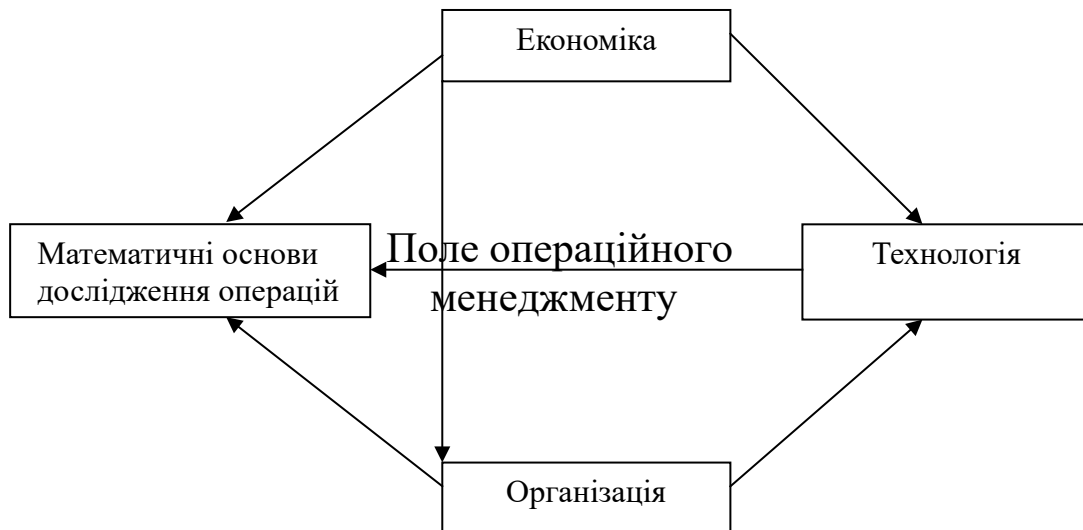 Економіка
Математичні основи
дослідження операцій
Поле операційного
менеджменту
Технологія
Організація